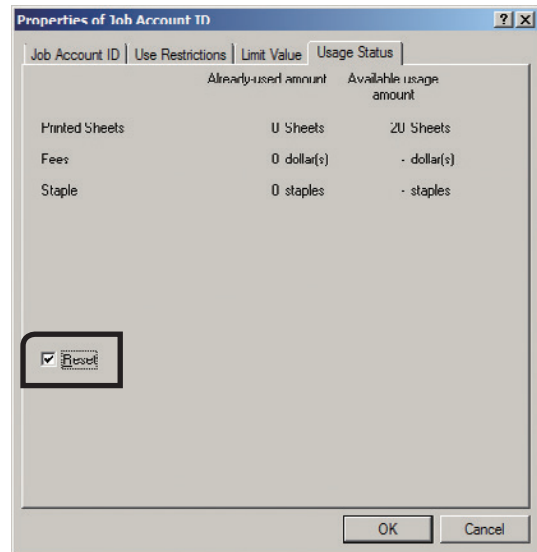 Properties of Job Account ID
Job Account ID Use Restrictions Limit Value Usage Status
Already-used amount Available usage
amount
Printed Sheets 0 Sheets 20 Sheets
Fees 0 dollar(s) - dollar(s)
Staple 0 staples - staples
Reset
OK Cancel